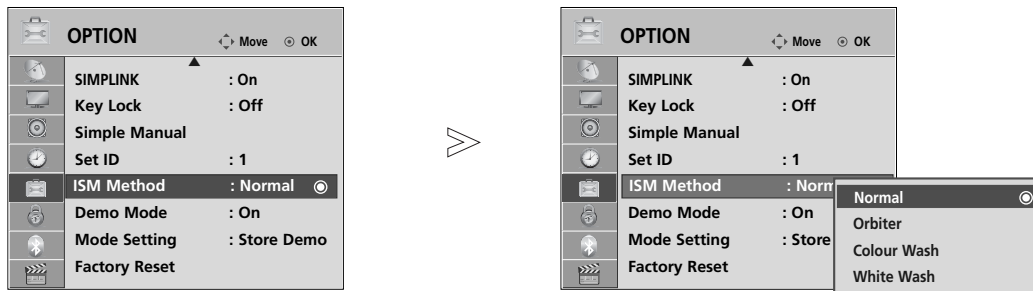 OPTION Move OK
SIMPLINK : On
Key Lock : Off
Simple Manual
Set ID : 1
ISM Method : Normal
Demo Mode : On
Mode Setting : Store Demo
Factory Reset
OPTION Move OK
SIMPLINK : On
Key Lock : Off
Simple Manual
Set ID : 1
ISM Method : Norm
Demo Mode : On
Mode Setting : Store
Factory Reset
Normal
Orbiter
Colour Wash
White Wash